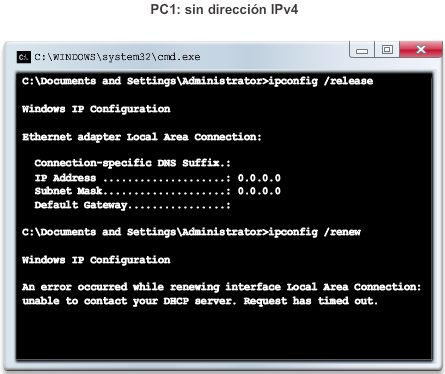 PC1: sin dirección IPv4
C:\WINDOWS\system32\cmd.exe
C:\Documents and Settings\Administrator>ipconfig /release
Windows IP Configuration
Ethernet adapter Local Area Connection:
Connection-specific DNS Suffix.:
IP Address ....................: 0.0.0.0
Subnet Mask....................: 0.0.0.0
Default Gateway................:
C:\Documents and Settings\Administrator>ipconfig /renew
Windows IP Configuration
An error occurred while renewing interface Local Area Connection:
unable to contact your DHCP server. Request has timed out.